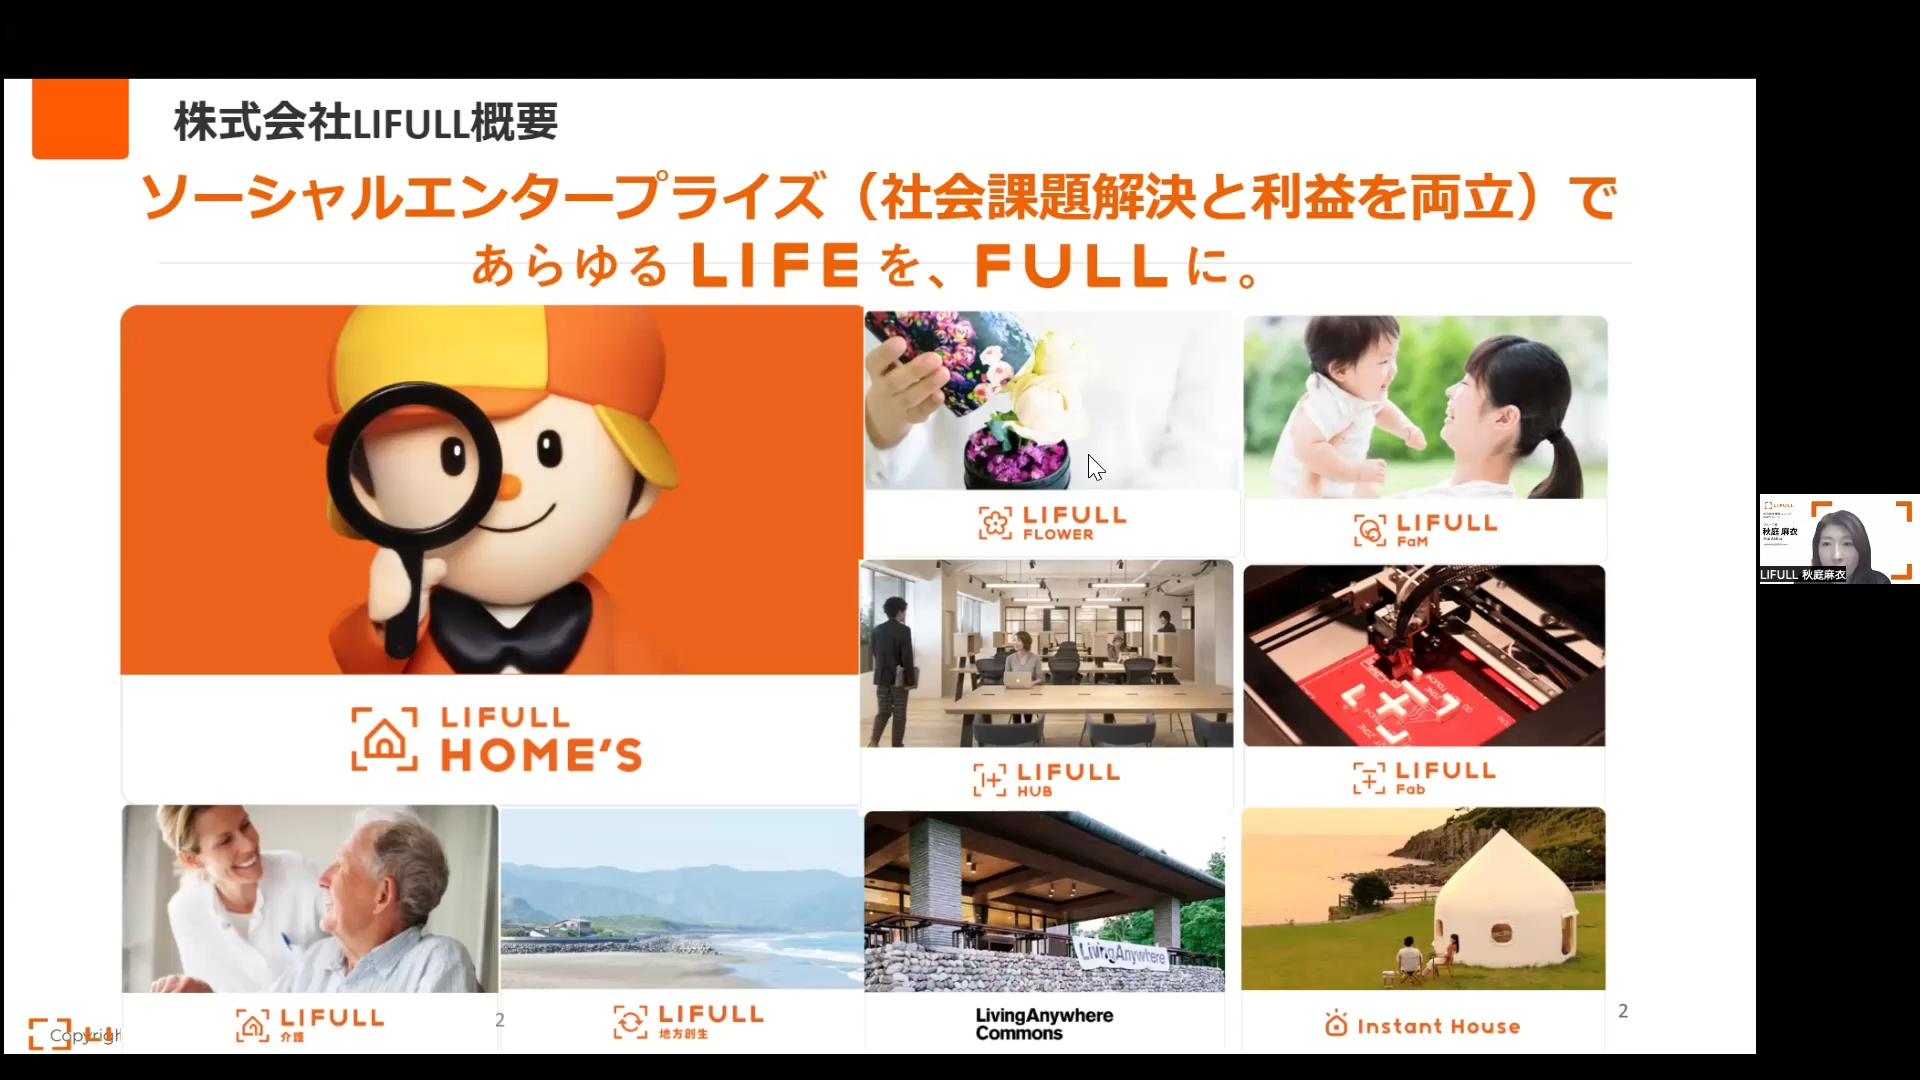 株式会社LIFULL概要
ソーシャルエンタープライズ（社会課題解決と利益を両立）で
あらゆる LIFE を、FULL に。
LIFULL
HOME'S
LIFULL
FLOWER
LIFULL
FaM
LIFULL
HUB
LIFULL
Fab
LivingAnywhere
LIFULL
介護
LIFULL
地方創生
LivingAnywhere
Commons
Instant House
Copyrigh
2
2
LIFULL
秋庭 麻衣
LIFULL 秋庭麻衣